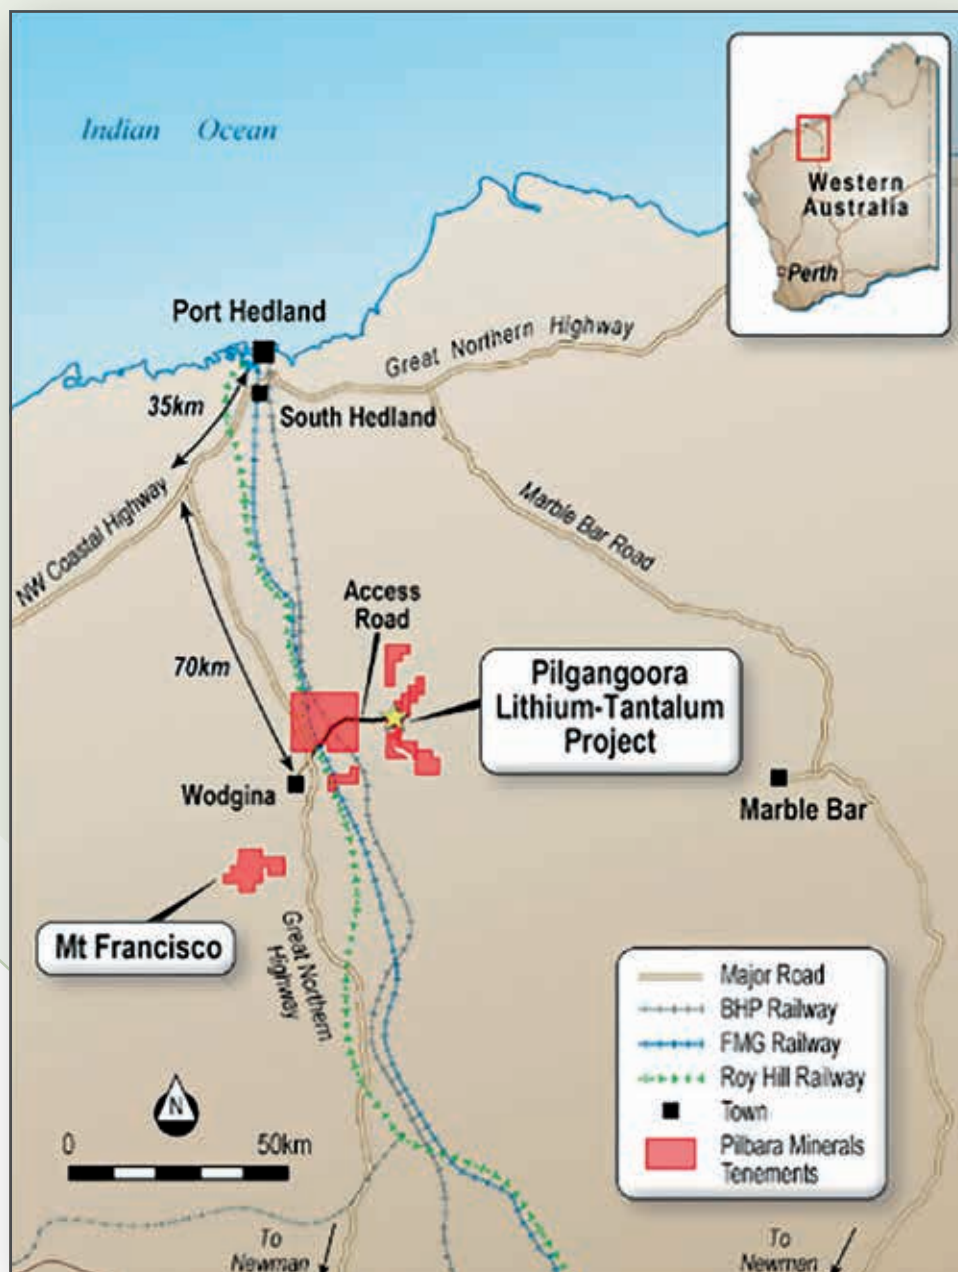 Indian Ocean
Western
Australia
Perth
Port Hedland
Great Northern Highway
35km
South Hedland
NW Coastal Highway
Marble Bar Road
Access
Road
70km
Pilgangoora
Lithium-Tantalum
Project
Wodgina
Marble Bar
Mt Francisco
Great Northern
Highway
Major Road
BHP Railway
FMG Railway
Roy Hill Railway
Town
Pilbara Minerals
Tenements
N
0 50km
To
Newman
To
Newman